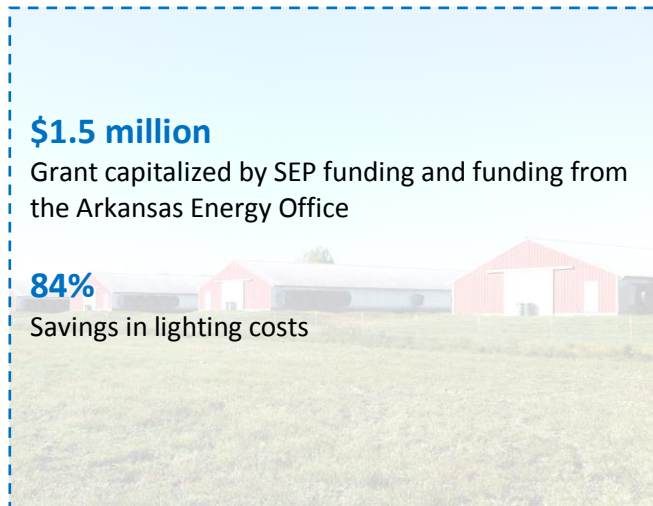 $1.5 million
Grant capitalized by SEP funding and funding from
the Arkansas Energy Office
84%
Savings in lighting costs